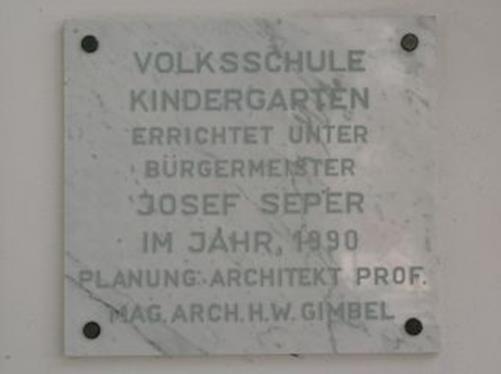 VOLKSSCHULE
KINDERGARTEN
ERRICHTET UNTER
BÜRGERMEISTER
JOSEF SEPER
IM JAHR, 1990
PLANUNG: ARCHITEKT PROF.
MAG. ARCH. H.W. GIMBEL